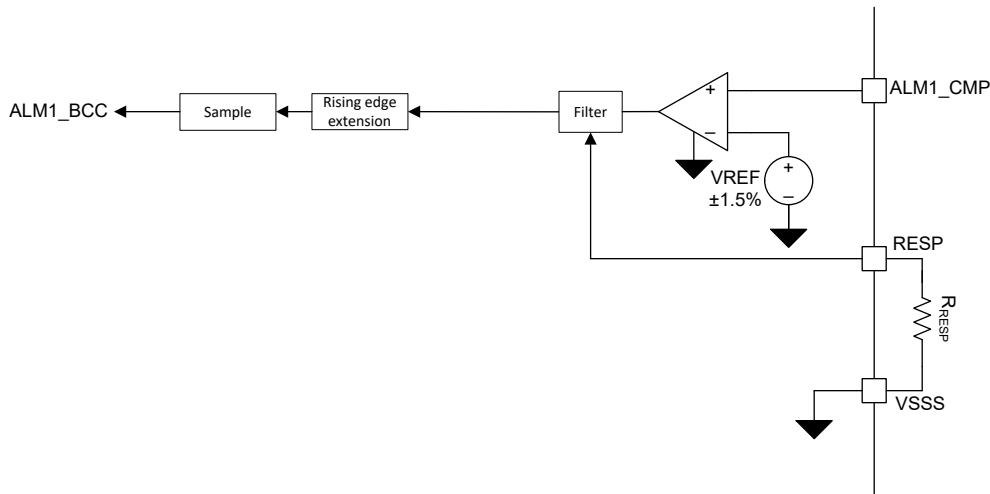 ALM1_CMP
ALM1_BCC
Sample
Rising edge
extension
Filter
+
–
VREF
±1.5%
+
–
RESP
RRESP
VSSS